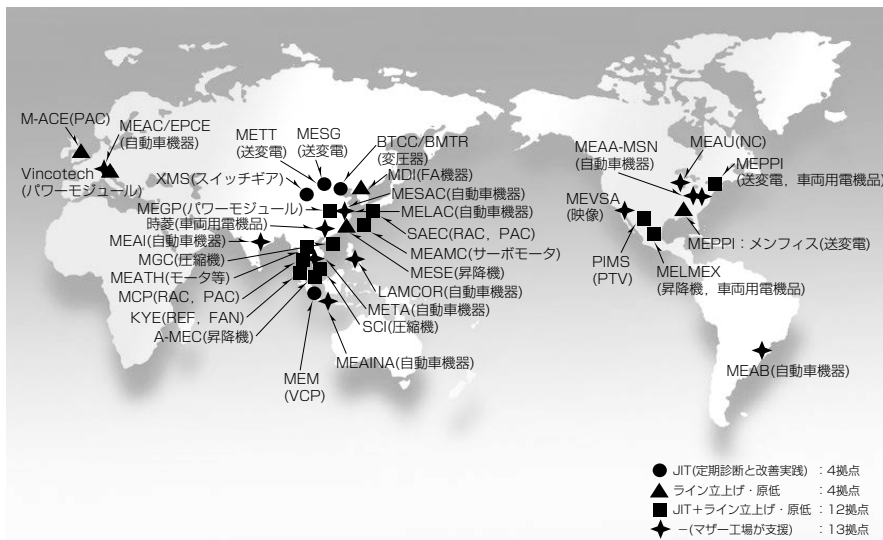 M-ACE(PAC)
MEAC/EPCE
(自動車機器)
Vincotech
(パワーモジュール)
METT
(送変電)
MESG
(送変電)
BTCC/BMTR
(変圧器)
MDI(FA機器)
XMS(スイッチギア)
MESAC(自動車機器)
MEGP(パワーモジュール)
MELAC(自動車機器)
時菱(車両用電機品)
SAEC(RAC，PAC)
MEAI(自動車機器)
MEAMC(サーボモータ)
MGC(圧縮機)
MESE(昇降機)
MEATH(モータ等)
LAMCOR(自動車機器)
MCP(RAC，PAC)
META(自動車機器)
KYE(REF，FAN)
SCI(圧縮機)
A-MEC(昇降機)
MEAINA(自動車機器)
MEM
(VCP)
MEAA-MSN
(自動車機器)
MEAU(NC)
MEPPI
(送変電，車両用電機品)
MEVSA
(映像)
MEPPI：メンフィス(送変電)
PIMS
(PTV)
MELMEX
(昇降機，車両用電機品)
MEAB(自動車機器)
JIT(定期診断と改善実践)　：4拠点
ライン立上げ・原低　：4拠点
JIT＋ライン立上げ・原低　：12拠点
－(マザー工場が支援)　：13拠点